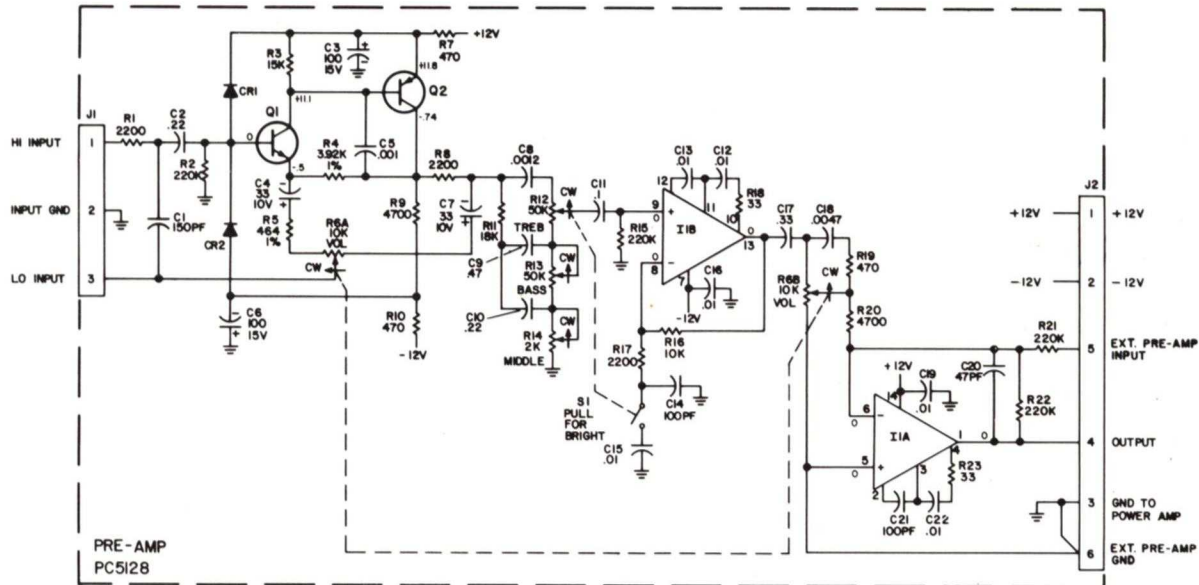 HI INPUT
INPUT GND
LO INPUT
J1
1
2
3
R1
2200
C1
150PF
C2
.22
R2
220K
CR1
CR2
C6
100
15V
R3
15K
Q1
0
+11.1
-.5
C3
100
15V
+11.8
Q2
-.74
R7
470
+12V
R4
3.92K
1%
C5
.001
C4
33
10V
R5
464
1%
R6A
10K
VOL
CW
R8
2200
R9
4700
R10
470
-12V
C7
33
10V
R11
18K
C8
.0012
R12
50K
CW
TREB
C9
.47
R13
50K
CW
BASS
C10
.22
R14
2K
CW
MIDDLE
C11
.1
R15
220K
C13
.01
C12
.01
12
11
10
R18
33
9
0
+
I1B
0
13
0
-
8
7
C16
.01
-12V
R16
10K
R17
2200
C14
100PF
S1
PULL
FOR
BRIGHT
C15
.01
C17
.33
C18
.0047
R6B
10K
VOL
CW
R19
470
R20
4700
R21
220K
C20
47PF
R22
220K
+12V
14
C19
.01
6
-
0
I1A
1
0
5
+
0
2
3
4
R23
33
C21
100PF
C22
.01
J2
+12V
1
+12V
-12V
2
-12V
5
EXT. PRE-AMP
INPUT
4
OUTPUT
3
GND TO
POWER AMP
6
EXT. PRE-AMP
GND
PRE-AMP
PC5128